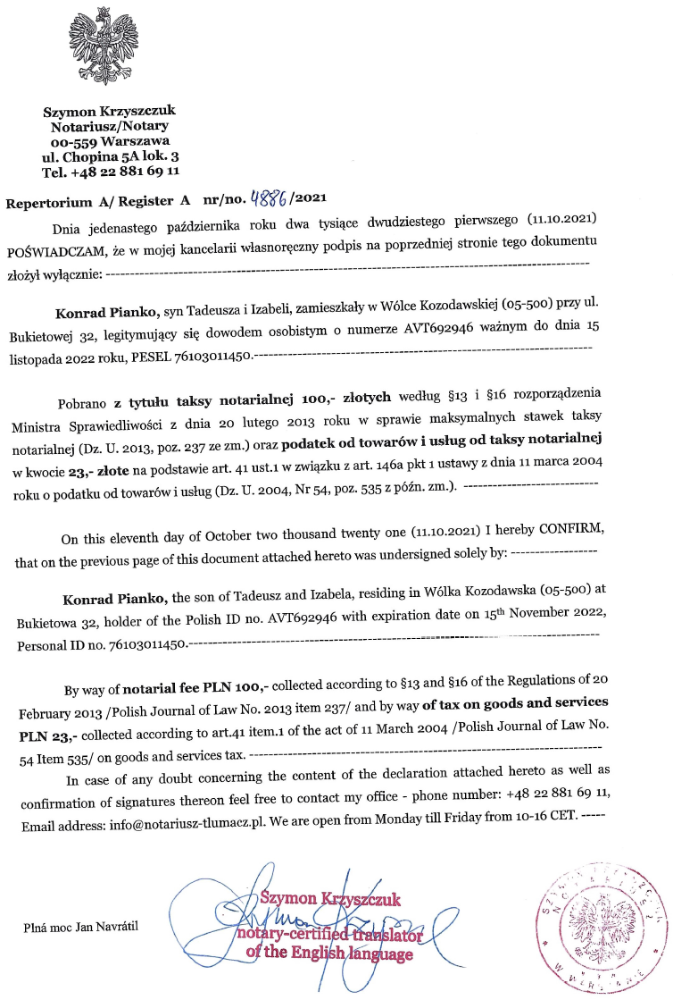 Szymon Krzyszczuk
Notariusz/Notary
00-559 Warszawa
ul. Chopina 5A lok. 3
Tel. +48 22 881 69 11
Repertorium A/ Register A nr/no. 4886/2021
Dnia jedenastego października roku dwa tysiące dwudziestego pierwszego (11.10.2021)
POŚWIADCZAM, że w mojej kancelarii własnoręczny podpis na poprzedniej stronie tego dokumentu
złożył wyłącznie: ------------------------------------------------------------------------
Konrad Pianko, syn Tadeusza i Izabeli, zamieszkały w Wólce Kozodawskiej (05-500) przy ul.
Bukietowej 32, legitymujący się dowodem osobistym o numerze AVT692946 ważnym do dnia 15
listopada 2022 roku, PESEL 76103011450.--------------------------------------------------
Pobrano z tytułu taksy notarialnej 100,- złotych według §13 i §16 rozporządzenia
Ministra Sprawiedliwości z dnia 20 lutego 2013 roku w sprawie maksymalnych stawek taksy
notarialnej (Dz. U. 2013, poz. 237 ze zm.) oraz podatek od towarów i usług od taksy notarialnej
w kwocie 23,- złote na podstawie art. 41 ust.1 w związku z art. 146a pkt 1 ustawy z dnia 11 marca 2004
roku o podatku od towarów i usług (Dz. U. 2004, Nr 54, poz. 535 z późn. zm.). --------------------
On this eleventh day of October two thousand twenty one (11.10.2021) I hereby CONFIRM,
that on the previous page of this document attached hereto was undersigned solely by: -------------
Konrad Pianko, the son of Tadeusz and Izabela, residing in Wólka Kozodawska (05-500) at
Bukietowa 32, holder of the Polish ID no. AVT692946 with expiration date on 15th November 2022,
Personal ID no. 76103011450.------------------------------------------------------------
By way of notarial fee PLN 100,- collected according to §13 and §16 of the Regulations of 20
February 2013 /Polish Journal of Law No. 2013 item 237/ and by way of tax on goods and services
PLN 23,- collected according to art.41 item.1 of the act of 11 March 2004 /Polish Journal of Law No.
54 Item 535/ on goods and services tax. ----------------------------------------------------
In case of any doubt concerning the content of the declaration attached hereto as well as
confirmation of signatures thereon feel free to contact my office - phone number: +48 22 881 69 11,
Email address: info@notariusz-tlumacz.pl. We are open from Monday till Friday from 10-16 CET. -----
Plná moc Jan Navrátil
Szymon Krzyszczuk
notary-certified translator
of the English language
SZYMON KRZYSZCZUK
NOTARIUSZ
W WARSZAWIE